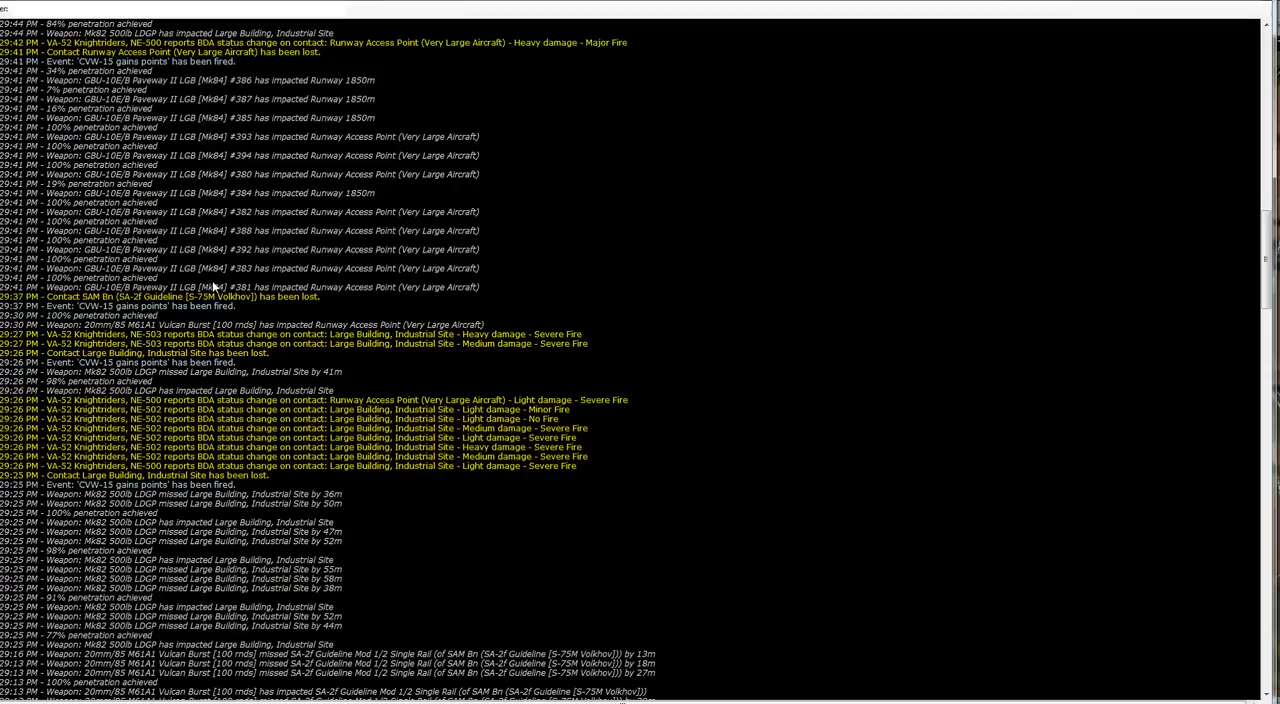 er:
29:44 PM - 84% penetration achieved
29:44 PM - Weapon: Mk82 500lb LDGP has impacted Large Building, Industrial Site
29:42 PM - VA-52 Knightriders, NE-500 reports BDA status change on contact: Runway Access Point (Very Large Aircraft) - Heavy damage - Major Fire
29:41 PM - Contact Runway Access Point (Very Large Aircraft) has been lost.
29:41 PM - Event: 'CVW-15 gains points' has been fired.
29:41 PM - 34% penetration achieved
29:41 PM - Weapon: GBU-10E/B Paveway II LGB [Mk84] #386 has impacted Runway 1850m
29:41 PM - 7% penetration achieved
29:41 PM - Weapon: GBU-10E/B Paveway II LGB [Mk84] #387 has impacted Runway 1850m
29:41 PM - 16% penetration achieved
29:41 PM - Weapon: GBU-10E/B Paveway II LGB [Mk84] #385 has impacted Runway 1850m
29:41 PM - 100% penetration achieved
29:41 PM - Weapon: GBU-10E/B Paveway II LGB [Mk84] #393 has impacted Runway Access Point (Very Large Aircraft)
29:41 PM - 100% penetration achieved
29:41 PM - Weapon: GBU-10E/B Paveway II LGB [Mk84] #394 has impacted Runway Access Point (Very Large Aircraft)
29:41 PM - 100% penetration achieved
29:41 PM - Weapon: GBU-10E/B Paveway II LGB [Mk84] #380 has impacted Runway Access Point (Very Large Aircraft)
29:41 PM - 19% penetration achieved
29:41 PM - Weapon: GBU-10E/B Paveway II LGB [Mk84] #384 has impacted Runway 1850m
29:41 PM - 100% penetration achieved
29:41 PM - Weapon: GBU-10E/B Paveway II LGB [Mk84] #382 has impacted Runway Access Point (Very Large Aircraft)
29:41 PM - 100% penetration achieved
29:41 PM - Weapon: GBU-10E/B Paveway II LGB [Mk84] #388 has impacted Runway Access Point (Very Large Aircraft)
29:41 PM - 100% penetration achieved
29:41 PM - Weapon: GBU-10E/B Paveway II LGB [Mk84] #392 has impacted Runway Access Point (Very Large Aircraft)
29:41 PM - 100% penetration achieved
29:41 PM - Weapon: GBU-10E/B Paveway II LGB [Mk84] #383 has impacted Runway Access Point (Very Large Aircraft)
29:41 PM - 100% penetration achieved
29:41 PM - Weapon: GBU-10E/B Paveway II LGB [Mk84] #381 has impacted Runway Access Point (Very Large Aircraft)
29:37 PM - Contact SAM Bn (SA-2f Guideline [S-75M Volkhov]) has been lost.
29:37 PM - Event: 'CVW-15 gains points' has been fired.
29:30 PM - 100% penetration achieved
29:30 PM - Weapon: 20mm/85 M61A1 Vulcan Burst [100 rnds] has impacted Runway Access Point (Very Large Aircraft)
29:27 PM - VA-52 Knightriders, NE-503 reports BDA status change on contact: Large Building, Industrial Site - Heavy damage - Severe Fire
29:27 PM - VA-52 Knightriders, NE-503 reports BDA status change on contact: Large Building, Industrial Site - Medium damage - Severe Fire
29:26 PM - Contact Large Building, Industrial Site has been lost.
29:26 PM - Event: 'CVW-15 gains points' has been fired.
29:26 PM - Weapon: Mk82 500lb LDGP missed Large Building, Industrial Site by 41m
29:26 PM - 98% penetration achieved
29:26 PM - Weapon: Mk82 500lb LDGP has impacted Large Building, Industrial Site
29:26 PM - VA-52 Knightriders, NE-500 reports BDA status change on contact: Runway Access Point (Very Large Aircraft) - Light damage - Severe Fire
29:26 PM - VA-52 Knightriders, NE-502 reports BDA status change on contact: Large Building, Industrial Site - Light damage - Minor Fire
29:26 PM - VA-52 Knightriders, NE-502 reports BDA status change on contact: Large Building, Industrial Site - Light damage - No Fire
29:26 PM - VA-52 Knightriders, NE-502 reports BDA status change on contact: Large Building, Industrial Site - Medium damage - Severe Fire
29:26 PM - VA-52 Knightriders, NE-502 reports BDA status change on contact: Large Building, Industrial Site - Light damage - Severe Fire
29:26 PM - VA-52 Knightriders, NE-502 reports BDA status change on contact: Large Building, Industrial Site - Heavy damage - Severe Fire
29:26 PM - VA-52 Knightriders, NE-502 reports BDA status change on contact: Large Building, Industrial Site - Medium damage - Severe Fire
29:26 PM - VA-52 Knightriders, NE-500 reports BDA status change on contact: Large Building, Industrial Site - Light damage - Severe Fire
29:25 PM - Contact Large Building, Industrial Site has been lost.
29:25 PM - Event: 'CVW-15 gains points' has been fired.
29:25 PM - Weapon: Mk82 500lb LDGP missed Large Building, Industrial Site by 36m
29:25 PM - Weapon: Mk82 500lb LDGP missed Large Building, Industrial Site by 50m
29:25 PM - 100% penetration achieved
29:25 PM - Weapon: Mk82 500lb LDGP has impacted Large Building, Industrial Site
29:25 PM - Weapon: Mk82 500lb LDGP missed Large Building, Industrial Site by 47m
29:25 PM - Weapon: Mk82 500lb LDGP missed Large Building, Industrial Site by 52m
29:25 PM - 98% penetration achieved
29:25 PM - Weapon: Mk82 500lb LDGP has impacted Large Building, Industrial Site
29:25 PM - Weapon: Mk82 500lb LDGP missed Large Building, Industrial Site by 55m
29:25 PM - Weapon: Mk82 500lb LDGP missed Large Building, Industrial Site by 58m
29:25 PM - Weapon: Mk82 500lb LDGP missed Large Building, Industrial Site by 38m
29:25 PM - 91% penetration achieved
29:25 PM - Weapon: Mk82 500lb LDGP has impacted Large Building, Industrial Site
29:25 PM - Weapon: Mk82 500lb LDGP missed Large Building, Industrial Site by 52m
29:25 PM - Weapon: Mk82 500lb LDGP missed Large Building, Industrial Site by 44m
29:25 PM - 77% penetration achieved
29:25 PM - Weapon: Mk82 500lb LDGP has impacted Large Building, Industrial Site
29:16 PM - Weapon: 20mm/85 M61A1 Vulcan Burst [100 rnds] missed SA-2f Guideline Mod 1/2 Single Rail (of SAM Bn (SA-2f Guideline [S-75M Volkhov])) by 13m
29:13 PM - Weapon: 20mm/85 M61A1 Vulcan Burst [100 rnds] missed SA-2f Guideline Mod 1/2 Single Rail (of SAM Bn (SA-2f Guideline [S-75M Volkhov])) by 18m
29:13 PM - Weapon: 20mm/85 M61A1 Vulcan Burst [100 rnds] missed SA-2f Guideline Mod 1/2 Single Rail (of SAM Bn (SA-2f Guideline [S-75M Volkhov])) by 27m
29:13 PM - 100% penetration achieved
29:13 PM - Weapon: 20mm/85 M61A1 Vulcan Burst [100 rnds] has impacted SA-2f Guideline Mod 1/2 Single Rail (of SAM Bn (SA-2f Guideline [S-75M Volkhov]))